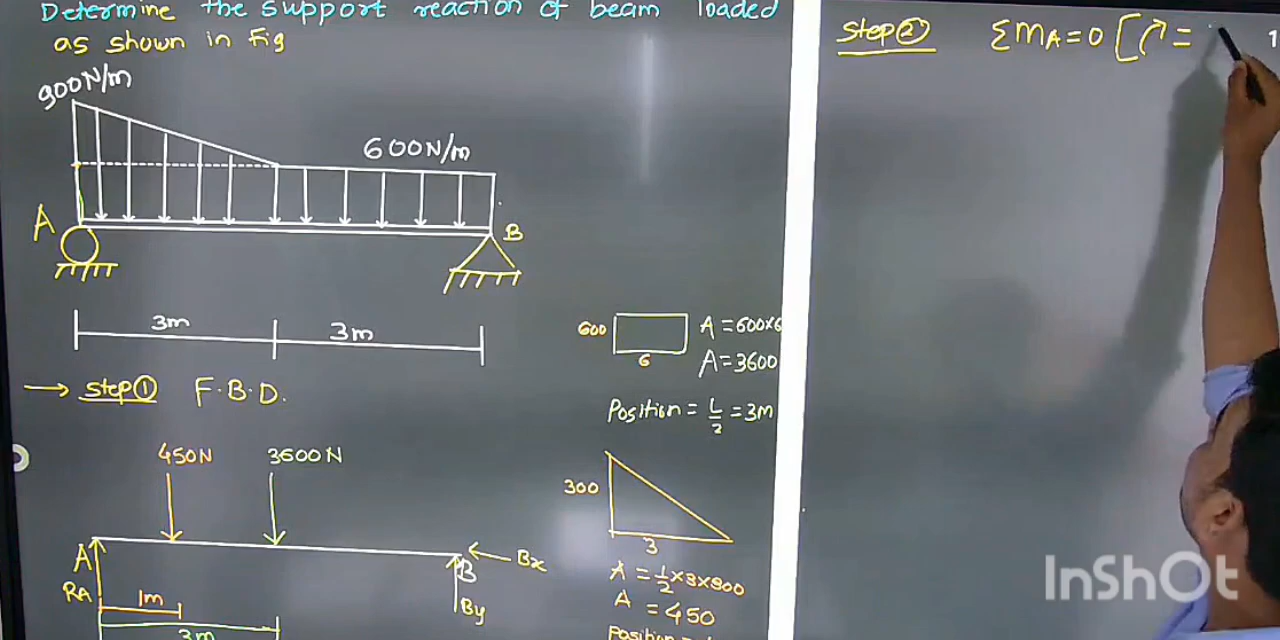 Determine the support reaction of beam loaded
as shown in Fig
900N/m
600N/m
A
B
3m
3m
→ Step① F.B.D.
450N
3600N
A
RA
1m
3m
B
Bx
By
600
6
A = 600×6
A = 3600
Position = L/2 = 3m
300
3
A = 1/2 ×3×300
A = 450
Position =
Step②
ΣMA=0 [↷ =
InShOt